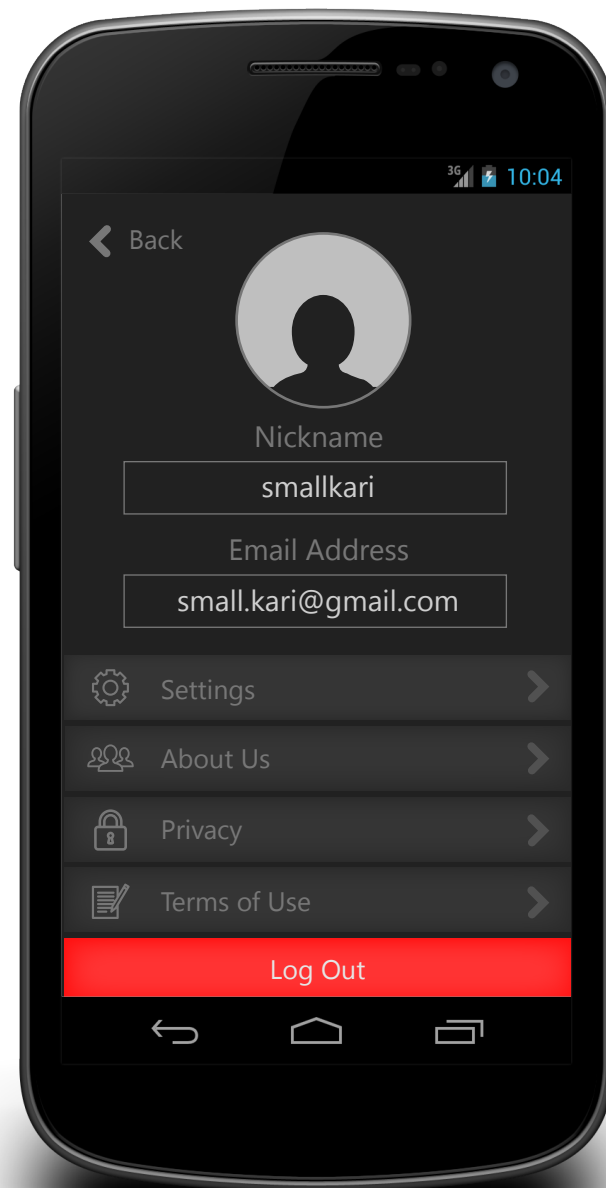 3G 10:04
Back
Nickname
smallkari
Email Address
small.kari@gmail.com
Settings
About Us
Privacy
Terms of Use
Log Out